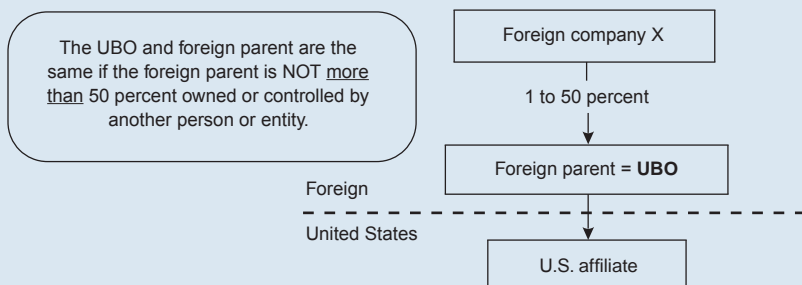 The UBO and foreign parent are the
same if the foreign parent is NOT more
than 50 percent owned or controlled by
another person or entity.
Foreign company X
1 to 50 percent
Foreign parent = UBO
Foreign
United States
U.S. affiliate